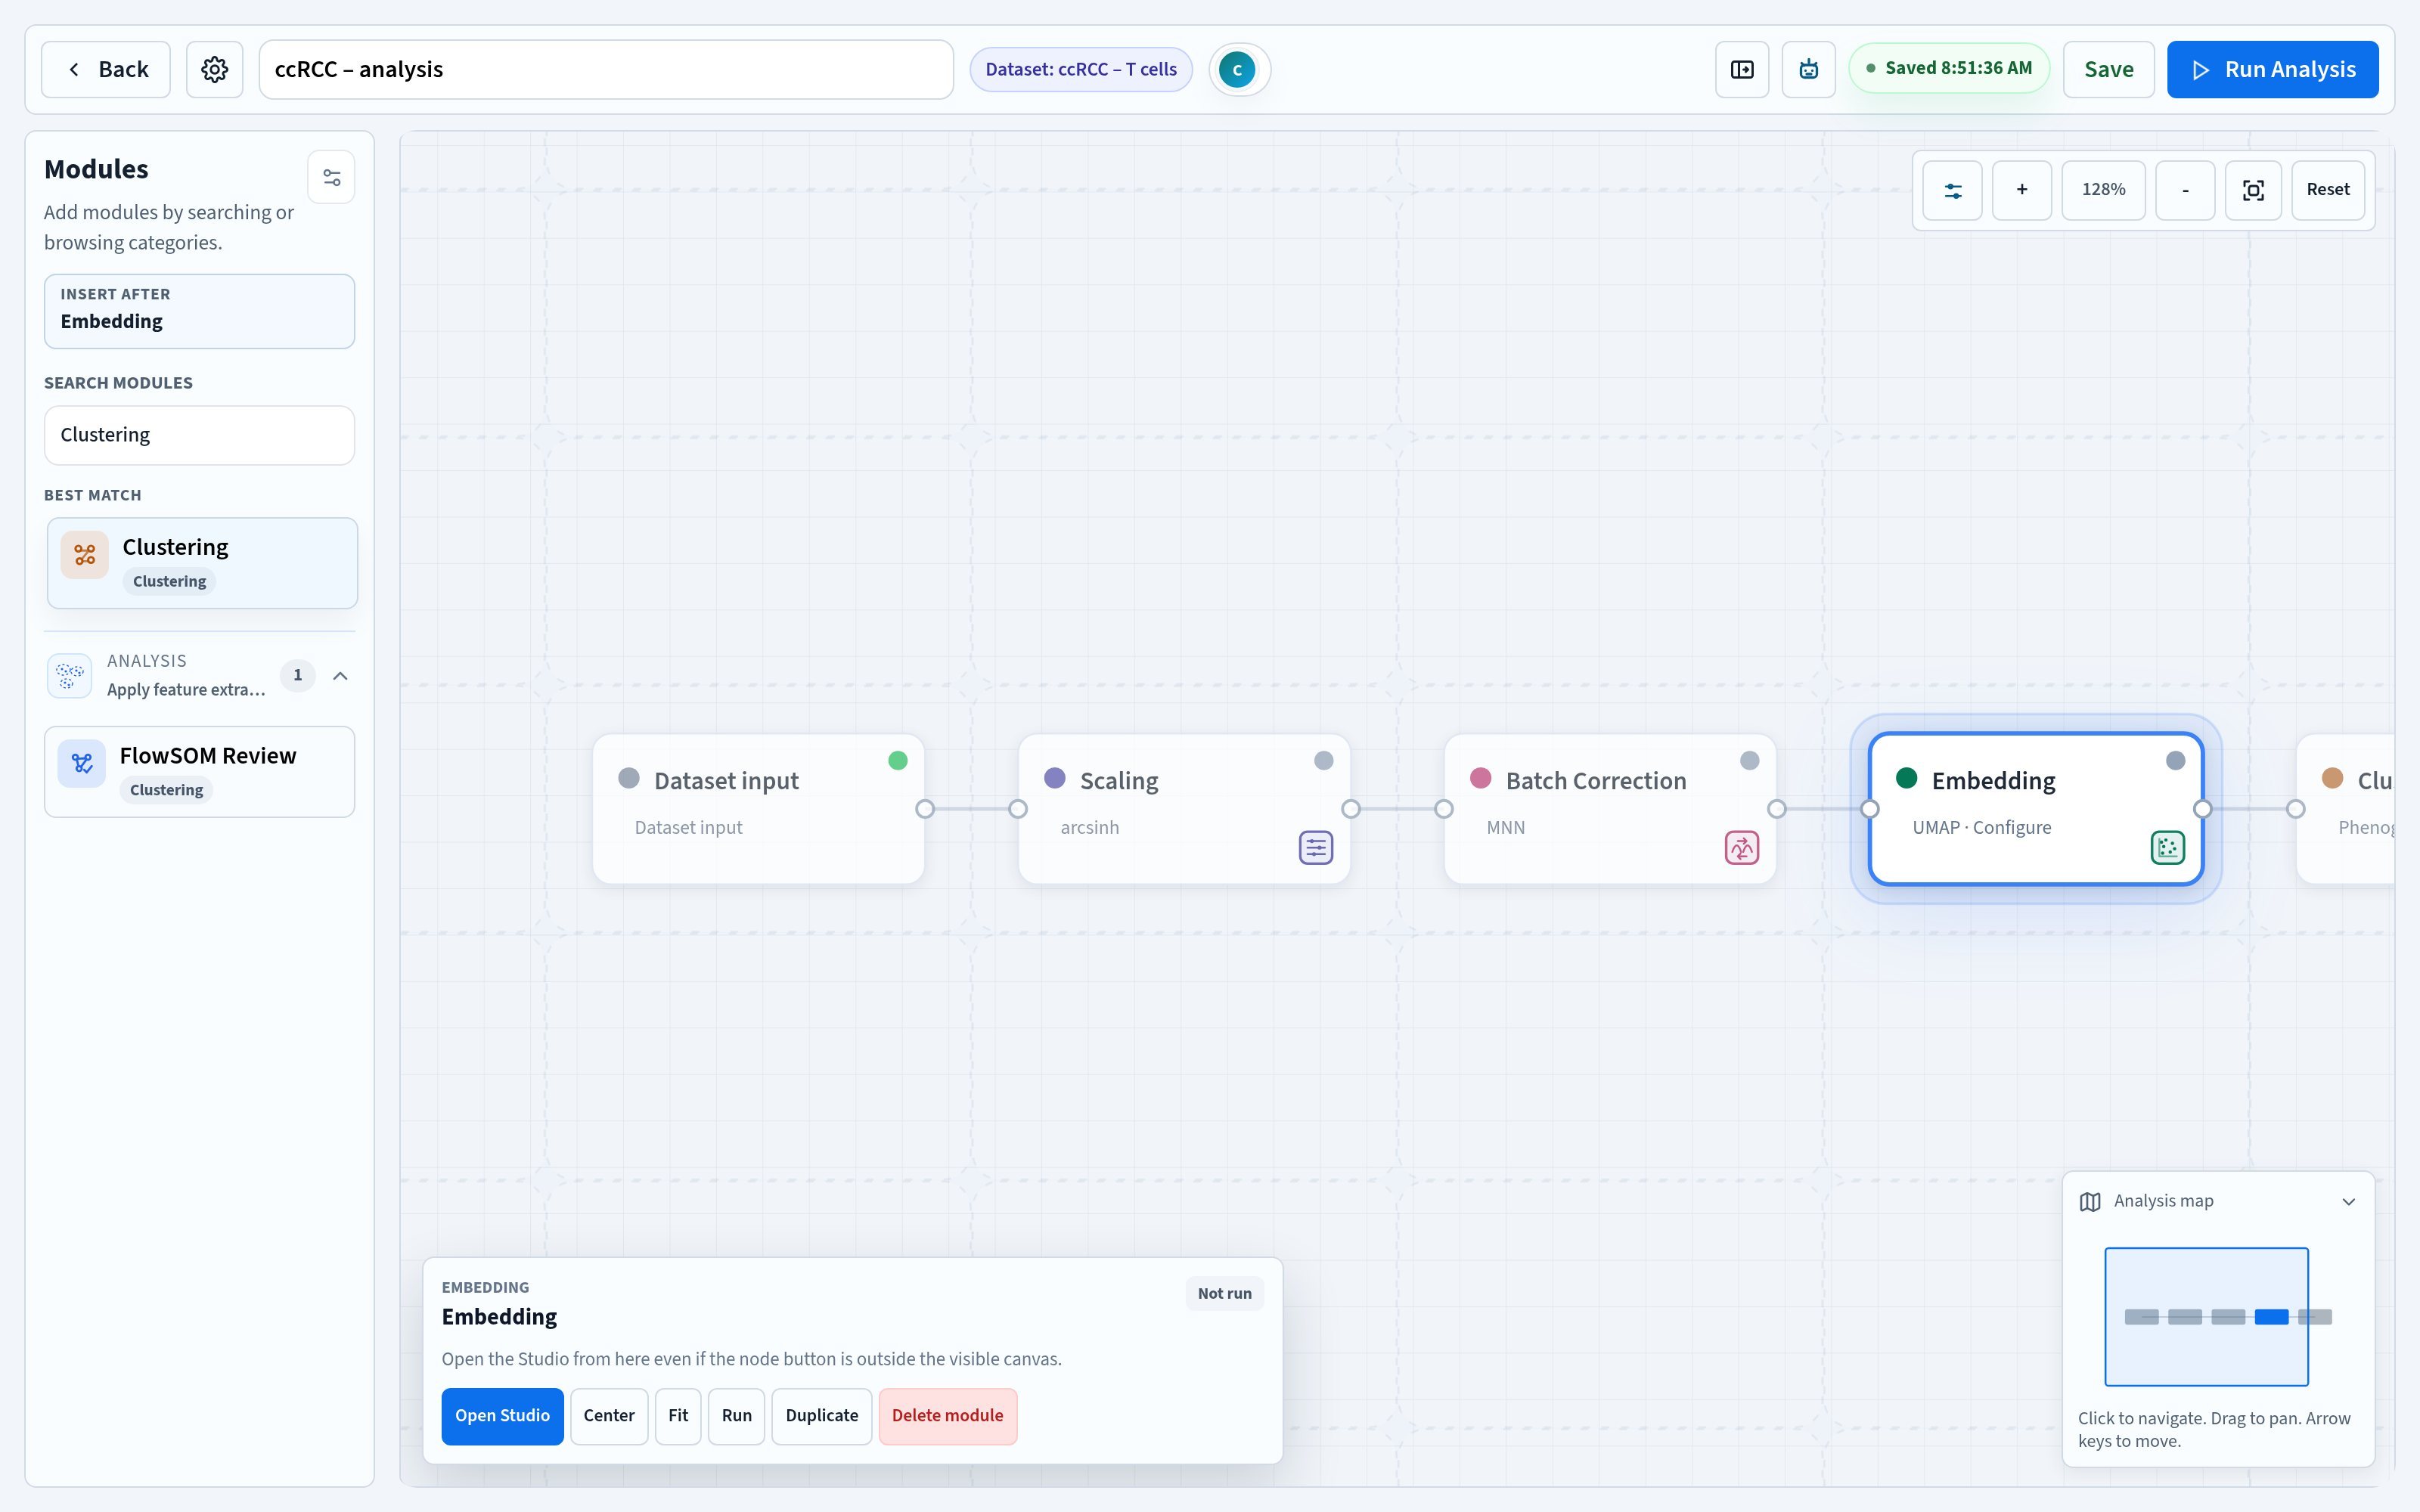 Back
ccRCC – analysis
Dataset: ccRCC – T cells
C
Saved 8:51:36 AM
Save
Run Analysis
Modules
Add modules by searching or
browsing categories.
INSERT AFTER
Embedding
SEARCH MODULES
Clustering
BEST MATCH
Clustering
Clustering
ANALYSIS
Apply feature extra…
1
FlowSOM Review
Clustering
+
128%
-
Reset
Dataset input
Dataset input
Scaling
arcsinh
Batch Correction
MNN
Embedding
UMAP · Configure
Clu
Phenog
EMBEDDING
Embedding
Not run
Open the Studio from here even if the node button is outside the visible canvas.
Open Studio
Center
Fit
Run
Duplicate
Delete module
Analysis map
Click to navigate. Drag to pan. Arrow
keys to move.